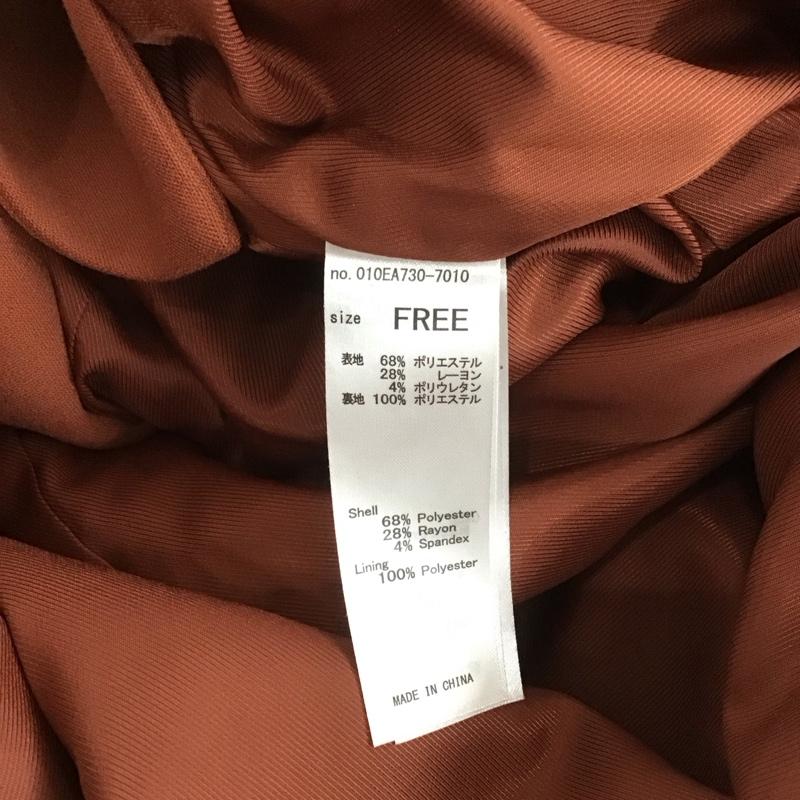 no. 010EA730-7010
size FREE
表地 68% ポリエステル
28% レーヨン
4% ポリウレタン
裏地 100% ポリエステル
Shell
68% Polyester
28% Rayon
4% Spandex
Lining
100% Polyester
MADE IN CHINA